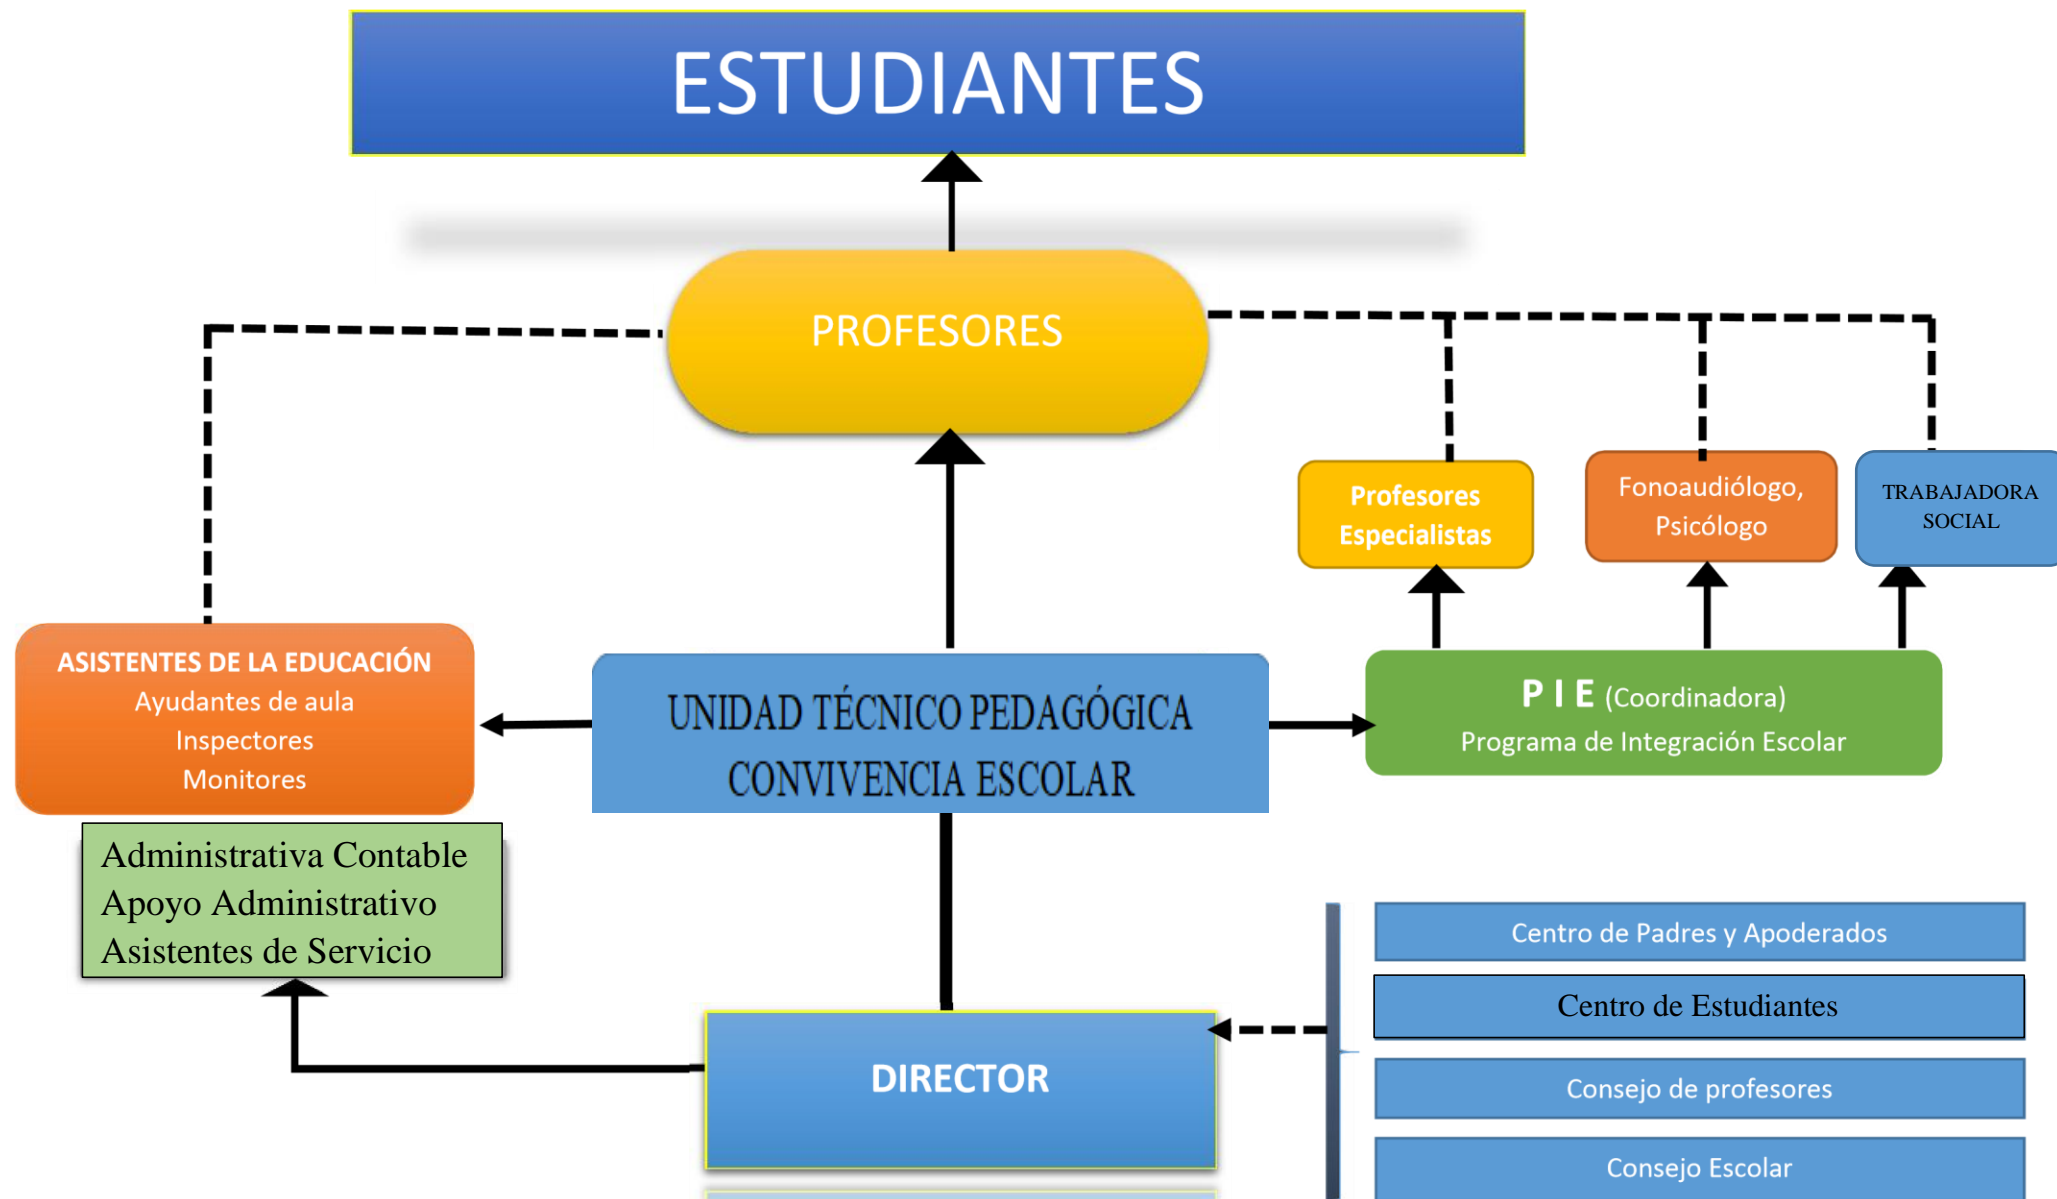 ESTUDIANTES
PROFESORES
Profesores
Especialistas
Fonoaudiólogo,
Psicólogo
TRABAJADORA
SOCIAL
ASISTENTES DE LA EDUCACIÓN
Ayudantes de aula
Inspectores
Monitores
UNIDAD TÉCNICO PEDAGÓGICA
CONVIVENCIA ESCOLAR
P I E (Coordinadora)
Programa de Integración Escolar
Administrativa Contable
Apoyo Administrativo
Asistentes de Servicio
DIRECTOR
Centro de Padres y Apoderados
Centro de Estudiantes
Consejo de profesores
Consejo Escolar